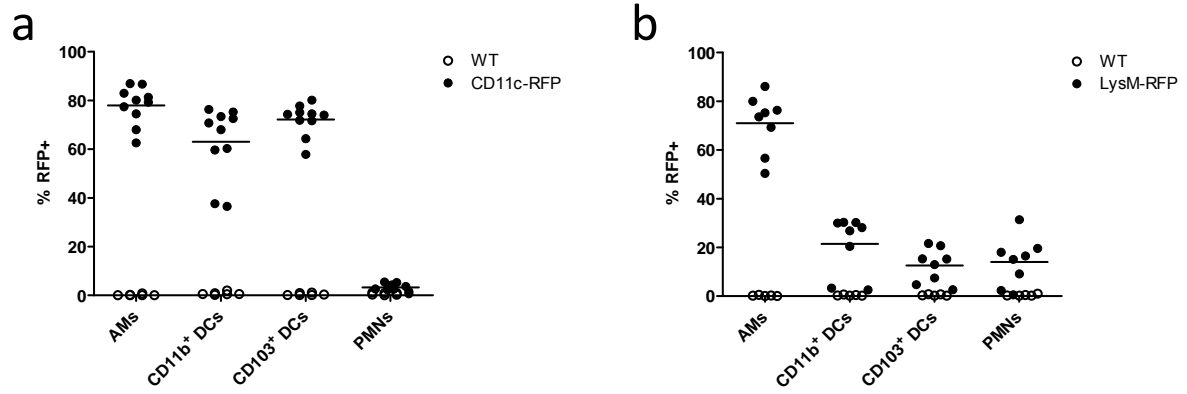 a
100
80
60
40
20
0
% RFP+
AMs
CD11b+ DCs
CD103+ DCs
PMNs
WT
CD11c-RFP
b
100
80
60
40
20
0
% RFP+
AMs
CD11b+ DCs
CD103+ DCs
PMNs
WT
LysM-RFP